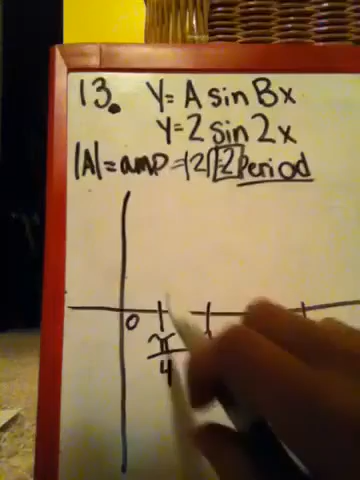 13. Y= A sin Bx
Y= 2 sin 2x
|A| = amp = |2| = 2 Period
0
π
4